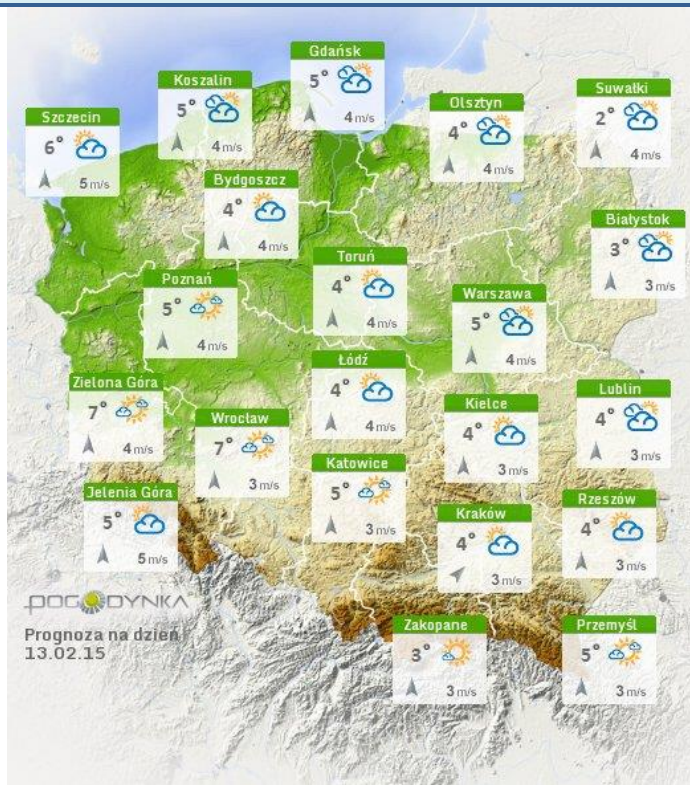 Gdańsk
5°
4 m/s
Koszalin
5°
4 m/s
Suwałki
2°
4 m/s
Olsztyn
4°
4 m/s
Szczecin
6°
5 m/s
Bydgoszcz
4°
4 m/s
Białystok
3°
3 m/s
Toruń
4°
4 m/s
Poznań
5°
4 m/s
Warszawa
5°
4 m/s
Łódź
4°
4 m/s
Zielona Góra
7°
4 m/s
Lublin
4°
3 m/s
Kielce
4°
3 m/s
Wrocław
7°
3 m/s
Katowice
5°
3 m/s
Jelenia Góra
5°
5 m/s
Rzeszów
4°
3 m/s
Kraków
4°
3 m/s
POGODYNKA
Prognoza na dzień
13.02.15
Zakopane
3°
3 m/s
Przemyśl
5°
3 m/s